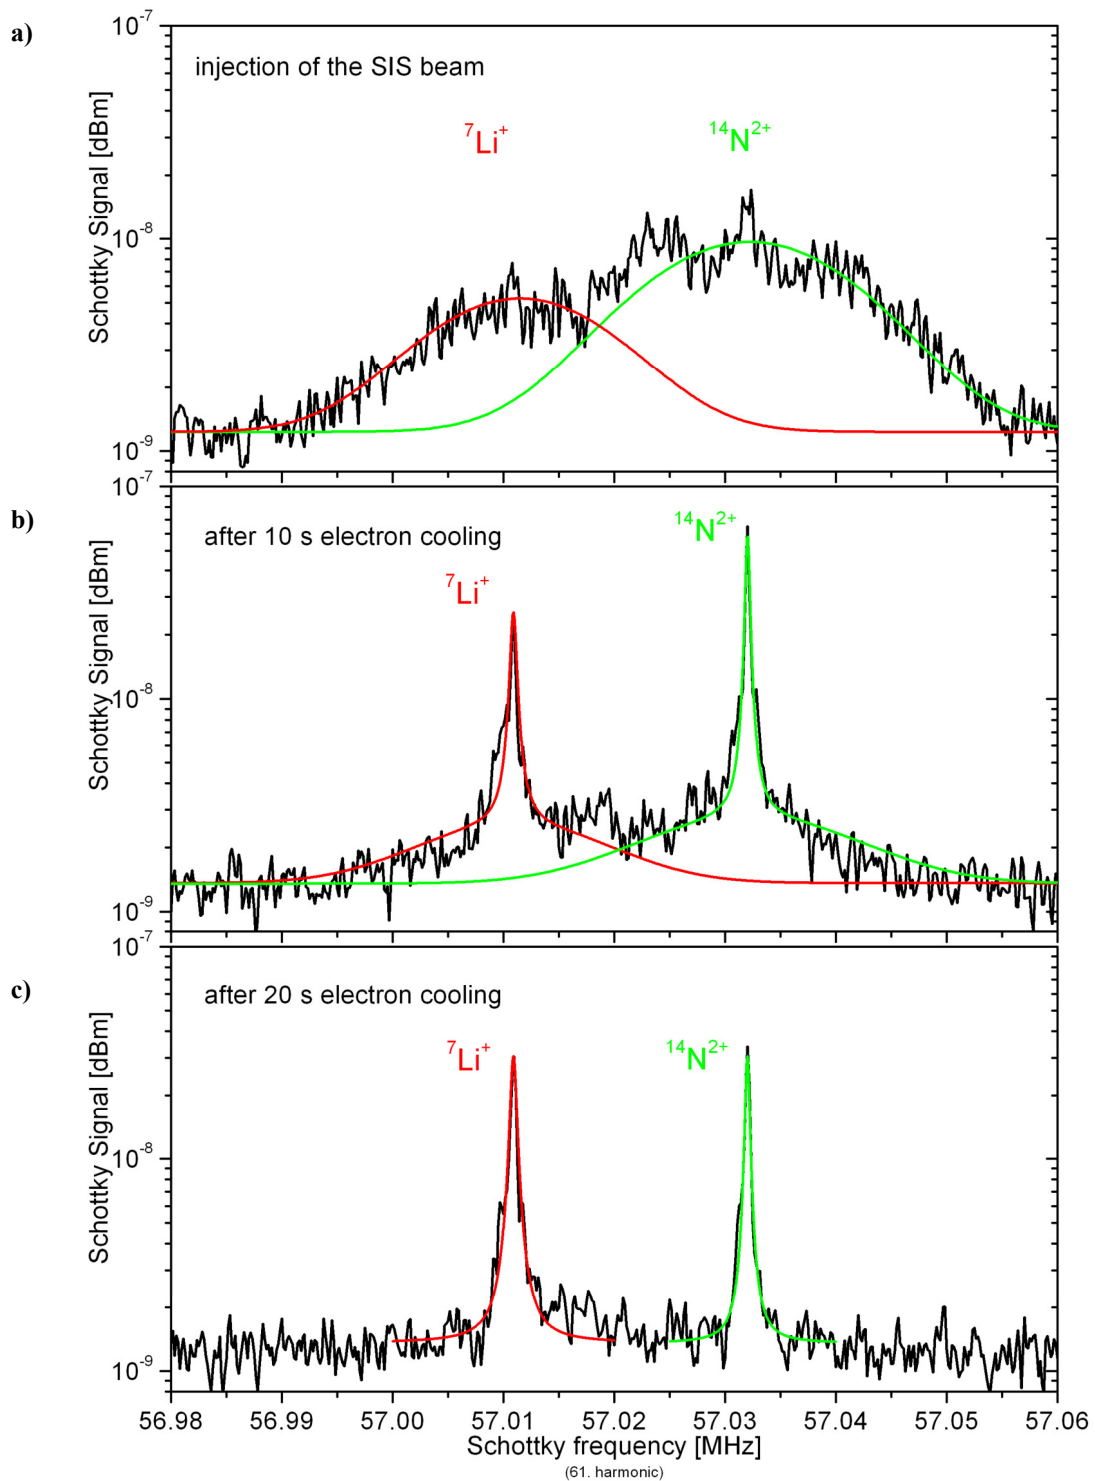 a)
10⁻⁷
injection of the SIS beam
⁷Li⁺
¹⁴N²⁺
Schottky Signal [dBm]
10⁻⁸
10⁻⁹
b)
10⁻⁷
after 10 s electron cooling
¹⁴N²⁺
⁷Li⁺
Schottky Signal [dBm]
10⁻⁸
10⁻⁹
c)
10⁻⁷
after 20 s electron cooling
⁷Li⁺
¹⁴N²⁺
Schottky Signal [dBm]
10⁻⁸
10⁻⁹
56.98 56.99 57.00 57.01 57.02 57.03 57.04 57.05 57.06
Schottky frequency [MHz]
(61. harmonic)